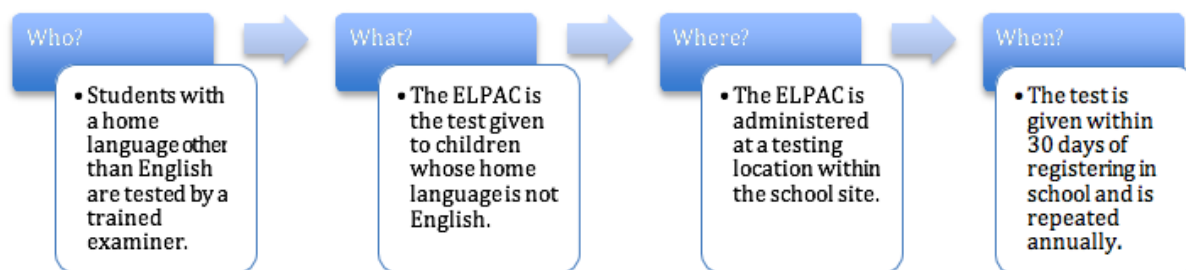 Who?
• Students with
a home
language other
than English
are tested by a
trained
examiner.
What?
• The ELPAC is
the test given
to children
whose home
language is not
English.
Where?
• The ELPAC is
administered
at a testing
location within
the school site.
When?
• The test is
given within
30 days of
registering in
school and is
repeated
annually.